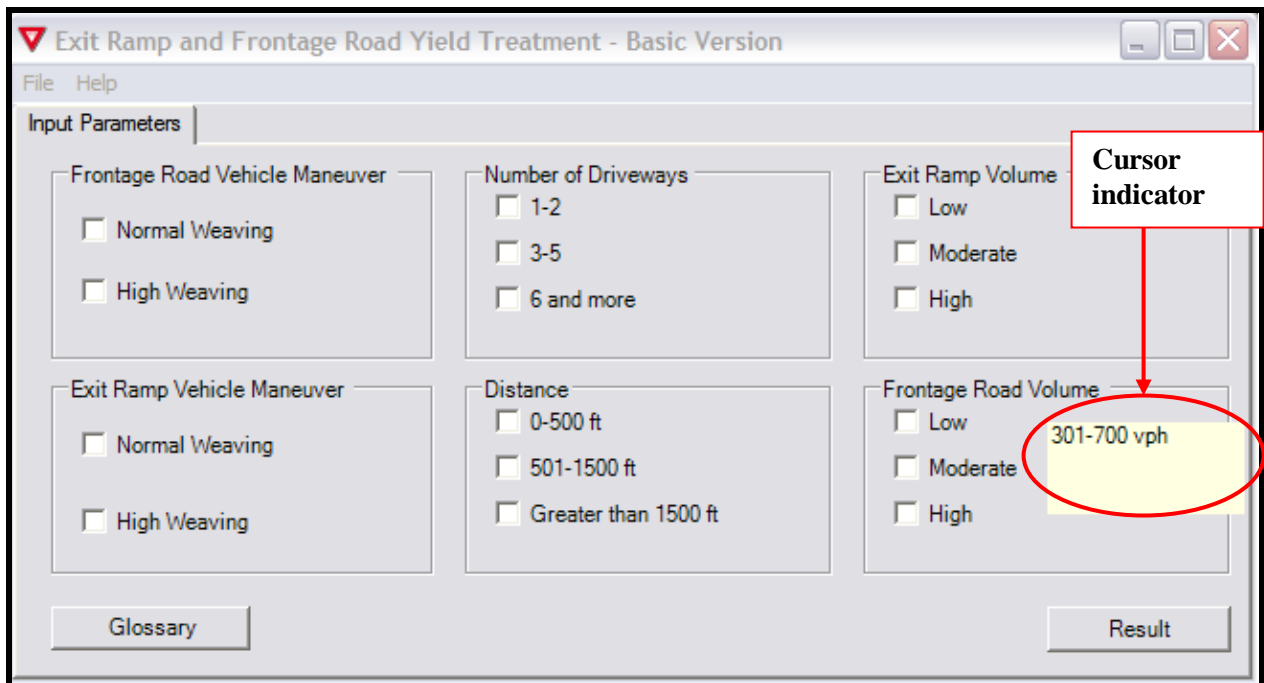 Exit Ramp and Frontage Road Yield Treatment - Basic Version
File Help
Input Parameters
Cursor
indicator
Frontage Road Vehicle Maneuver
Normal Weaving
High Weaving
Number of Driveways
1-2
3-5
6 and more
Exit Ramp Volume
Low
Moderate
High
Exit Ramp Vehicle Maneuver
Normal Weaving
High Weaving
Distance
0-500 ft
501-1500 ft
Greater than 1500 ft
Frontage Road Volume
Low
Moderate
High
301-700 vph
Glossary
Result